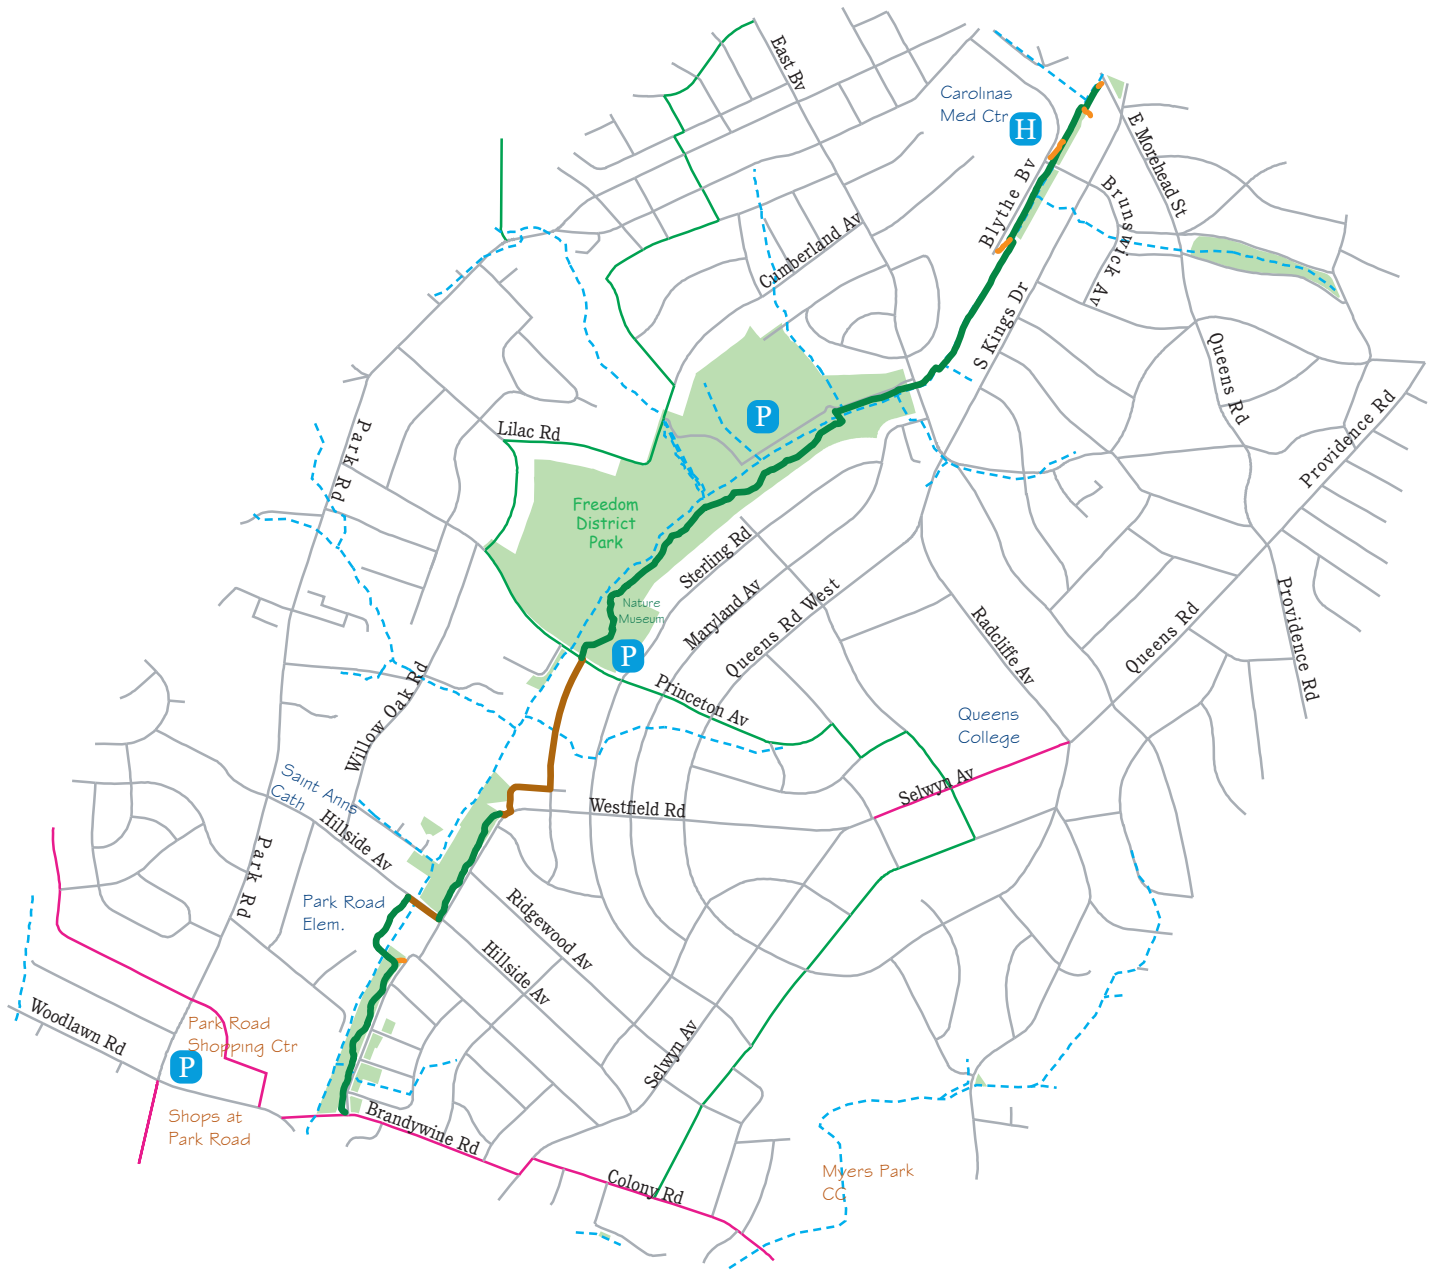 East Bv
Carolinas
Med Ctr
H
E Morehead St
Blythe Bv
Brunswick Av
Cumberland Av
S Kings Dr
Queens Rd
Providence Rd
Park Rd
Lilac Rd
P
Freedom
District
Park
Sterling Rd
Nature
Museum
Maryland Av
Queens Rd West
Radcliffe Av
Queens Rd
Providence Rd
P
Willow Oak Rd
Princeton Av
Queens
College
Saint Anns
Cath
Selwyn Av
Westfield Rd
Hillside Av
Park Rd
Park Road
Elem.
Ridgewood Av
Hillside Av
Woodlawn Rd
Park Road
Shopping Ctr
P
Selwyn Av
Shops at
Park Road
Brandywine Rd
Colony Rd
Myers Park
CC